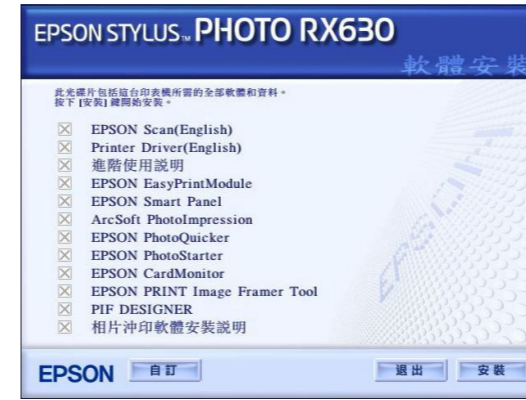 EPSON STYLUS™ PHOTO RX630
軟體安裝
此光碟片包括這台印表機所需的全部軟體和資料。
按下 [安裝] 鍵開始安裝。
EPSON Scan(English)
Printer Driver(English)
進階使用説明
EPSON EasyPrintModule
EPSON Smart Panel
ArcSoft PhotoImpression
EPSON PhotoQuicker
EPSON PhotoStarter
EPSON CardMonitor
EPSON PRINT Image Framer Tool
PIF DESIGNER
相片沖印軟體安裝説明
EPSON
EPSON 自訂 退出 安裝